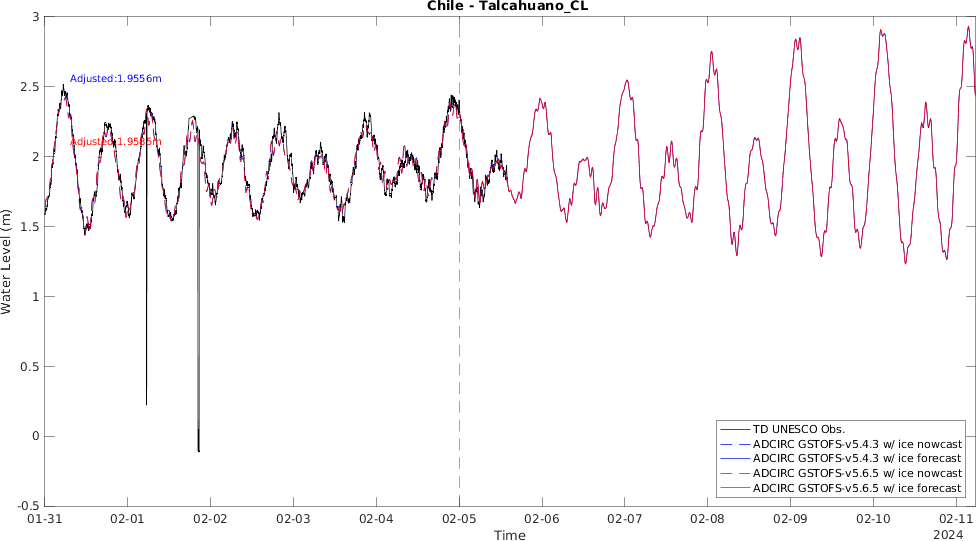 Chile - Talcahuano_CL
3
2.5
2
1.5
1
0.5
0
-0.5
Water Level (m)
Adjusted:1.9556m
Adjusted:1.9585m
01-31
02-01
02-02
02-03
02-04
02-05
02-06
02-07
02-08
02-09
02-10
02-11
Time
2024
TD UNESCO Obs.
ADCIRC GSTOFS-v5.4.3 w/ ice nowcast
ADCIRC GSTOFS-v5.4.3 w/ ice forecast
ADCIRC GSTOFS-v5.6.5 w/ ice nowcast
ADCIRC GSTOFS-v5.6.5 w/ ice forecast